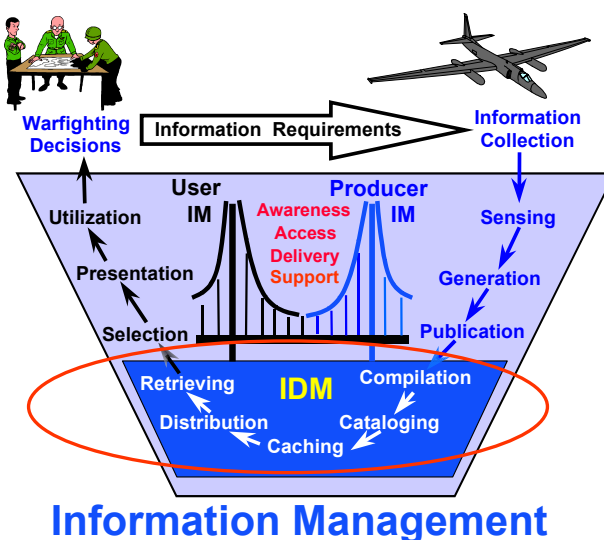 Warfighting
Decisions
Information Requirements
Information
Collection
User
IM
Producer
IM
Awareness
Access
Delivery
Support
Utilization
Presentation
Selection
Sensing
Generation
Publication
IDM
Retrieving
Distribution
Caching
Cataloging
Compilation
Information Management